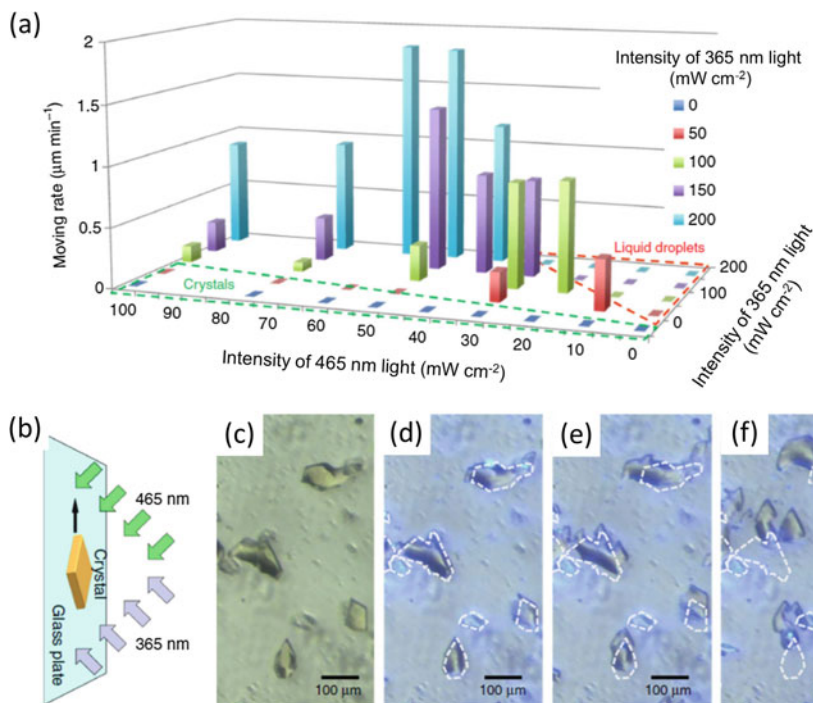 (a)
Moving rate (μm min⁻¹)
2
1.5
1
0.5
0
100
90
80
70
60
50
40
30
20
10
0
Intensity of 465 nm light (mW cm⁻²)
Crystals
Liquid droplets
Intensity of 365 nm light
(mW cm⁻²)
0
50
100
150
200
200
100
0
Intensity of 365 nm light
(mW cm⁻²)
(b)
465 nm
Crystal
Glass plate
365 nm
(c)
100 μm
(d)
100 μm
(e)
100 μm
(f)
100 μm